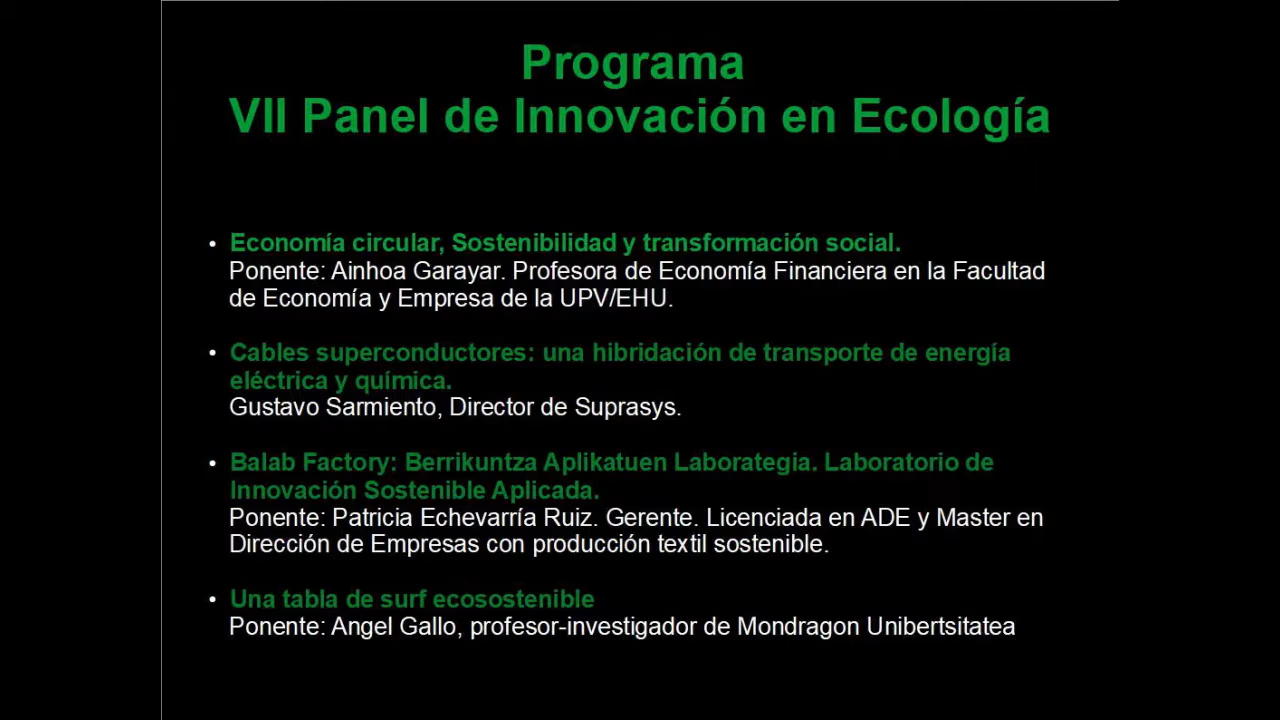 Programa
VII Panel de Innovación en Ecología
• Economía circular, Sostenibilidad y transformación social.
Ponente: Ainhoa Garayar. Profesora de Economía Financiera en la Facultad
de Economía y Empresa de la UPV/EHU.
• Cables superconductores: una hibridación de transporte de energía
eléctrica y química.
Gustavo Sarmiento, Director de Suprasys.
• Balab Factory: Berrikuntza Aplikatuen Laborategia. Laboratorio de
Innovación Sostenible Aplicada.
Ponente: Patricia Echevarría Ruiz. Gerente. Licenciada en ADE y Master en
Dirección de Empresas con producción textil sostenible.
• Una tabla de surf ecosostenible
Ponente: Angel Gallo, profesor-investigador de Mondragon Unibertsitatea